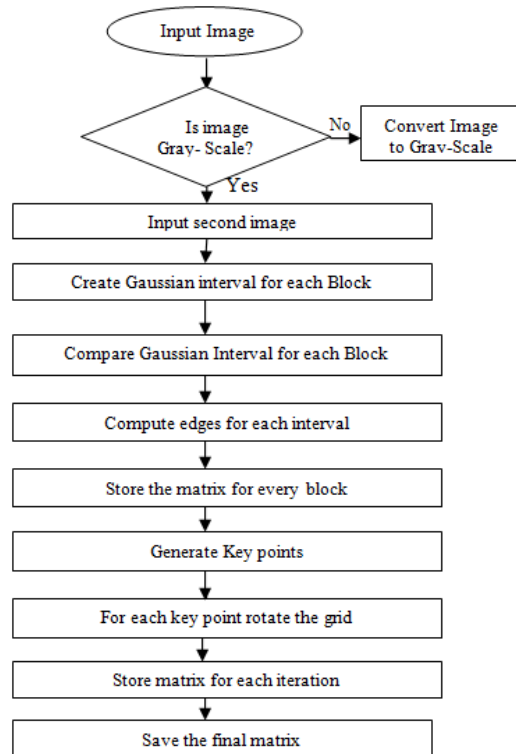 Input Image
Is image
Gray- Scale?
No
Convert Image
to Gray-Scale
Yes
Input second image
Create Gaussian interval for each Block
Compare Gaussian Interval for each Block
Compute edges for each interval
Store the matrix for every block
Generate Key points
For each key point rotate the grid
Store matrix for each iteration
Save the final matrix